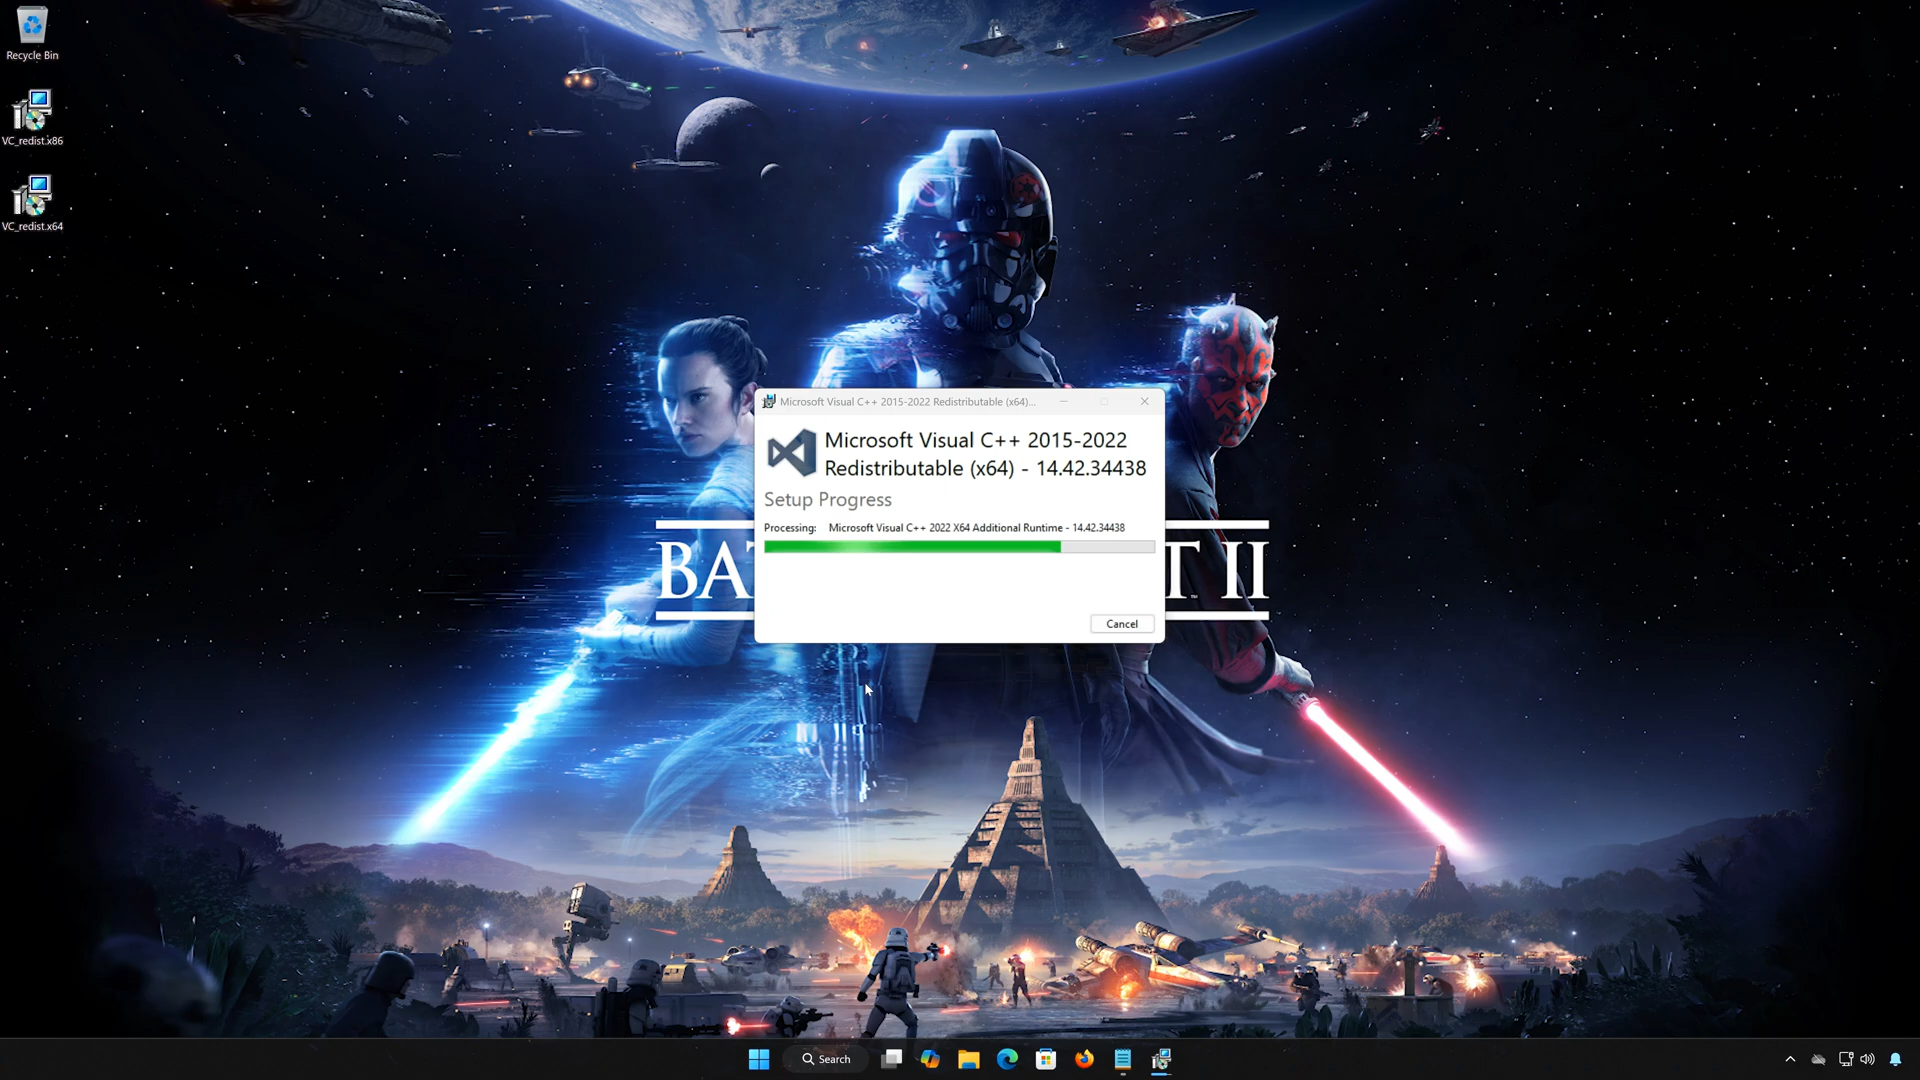 Recycle Bin
VC_redist.x86
VC_redist.x64
Microsoft Visual C++ 2015-2022 Redistributable (x64)...
Microsoft Visual C++ 2015-2022
Redistributable (x64) - 14.42.34438
Setup Progress
Processing: Microsoft Visual C++ 2022 X64 Additional Runtime - 14.42.34438
Cancel
BA
T II
Search